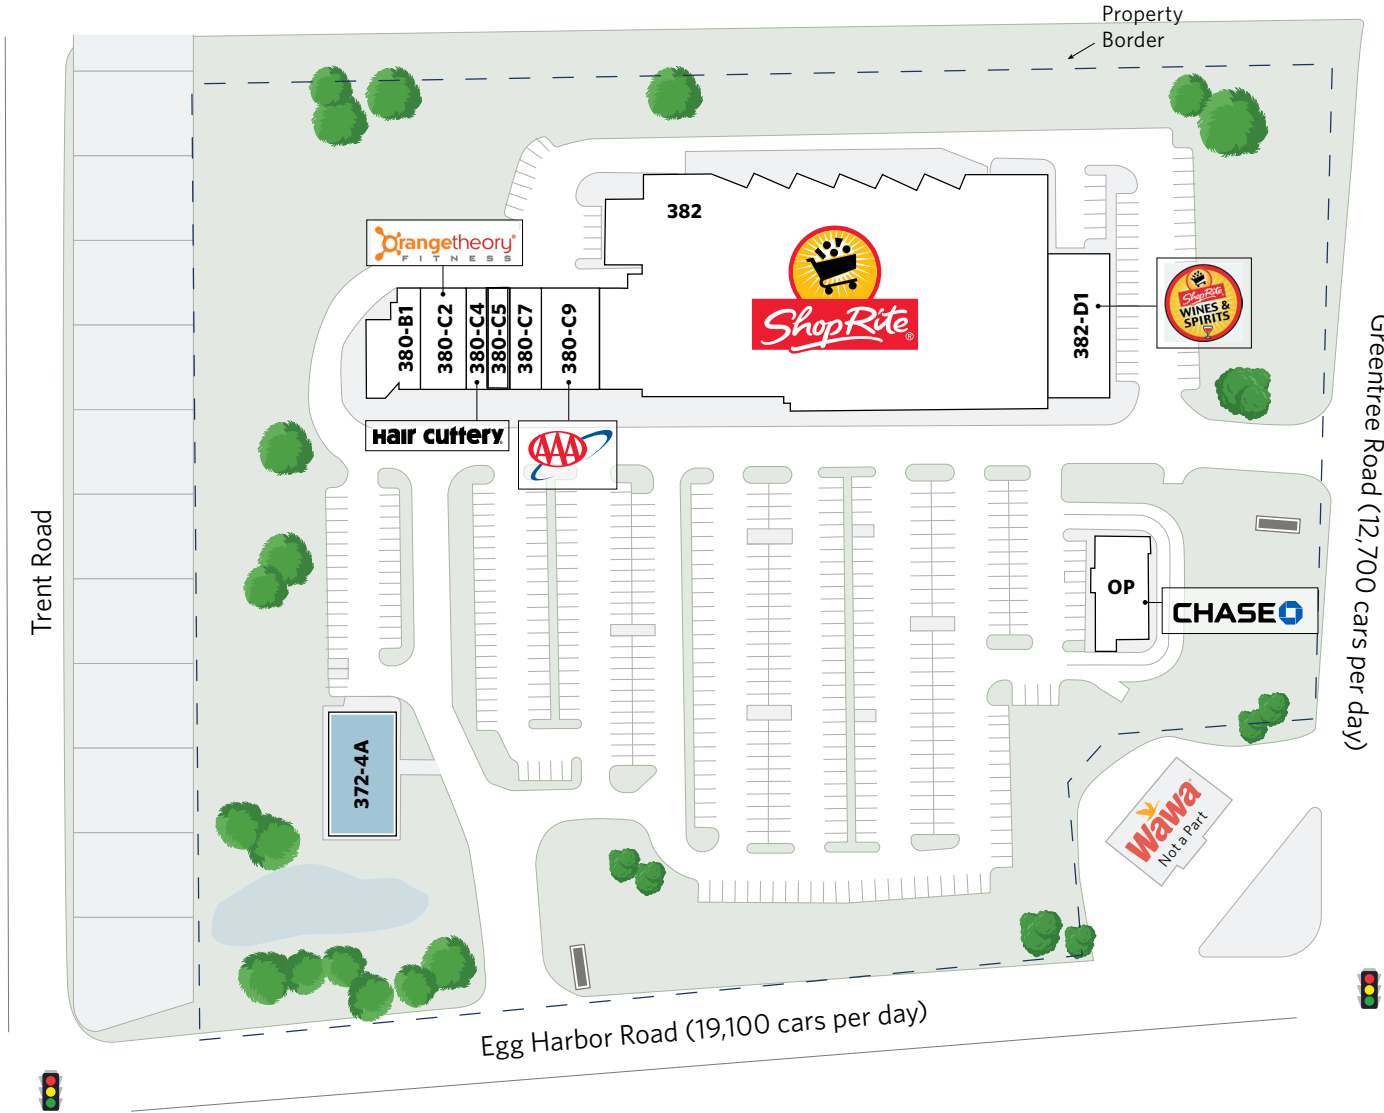 Property
Border
382
orangetheory®
FITNESS
380-B1
380-C2
380-C4
380-C5
380-C7
380-C9
ShopRite®
382-D1
ShopRite
WINES &
SPIRITS
Hair Cuttery
AAA
Trent Road
Greentree Road (12,700 cars per day)
OP
CHASE
372-4A
Wawa®
Not a Part
Egg Harbor Road (19,100 cars per day)